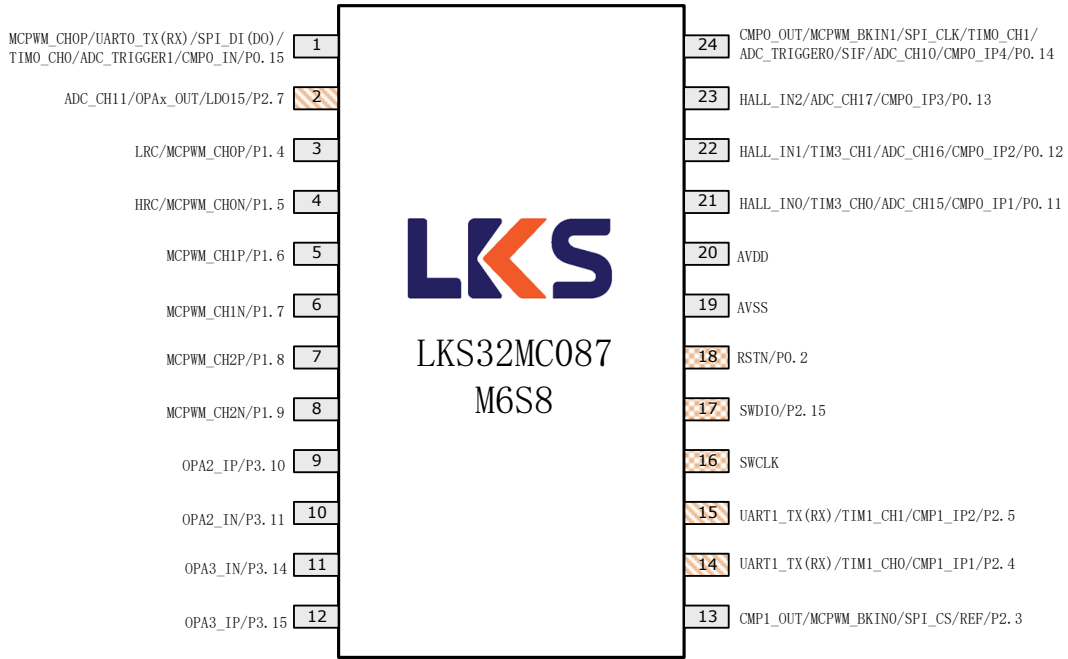 MCPWM_CH0P/UART0_TX(RX)/SPI_DI(DO)/
TIM0_CH0/ADC_TRIGGER1/CMP0_IN/P0.15
1
ADC_CH11/OPAx_OUT/LDO15/P2.7
2
LRC/MCPWM_CH0P/P1.4
3
HRC/MCPWM_CH0N/P1.5
4
MCPWM_CH1P/P1.6
5
MCPWM_CH1N/P1.7
6
MCPWM_CH2P/P1.8
7
MCPWM_CH2N/P1.9
8
OPA2_IP/P3.10
9
OPA2_IN/P3.11
10
OPA3_IN/P3.14
11
OPA3_IP/P3.15
12
LKS
LKS32MC087
M6S8
24
CMP0_OUT/MCPWM_BKIN1/SPI_CLK/TIM0_CH1/
ADC_TRIGGER0/SIF/ADC_CH10/CMP0_IP4/P0.14
23
HALL_IN2/ADC_CH17/CMP0_IP3/P0.13
22
HALL_IN1/TIM3_CH1/ADC_CH16/CMP0_IP2/P0.12
21
HALL_IN0/TIM3_CH0/ADC_CH15/CMP0_IP1/P0.11
20
AVDD
19
AVSS
18
RSTN/P0.2
17
SWDIO/P2.15
16
SWCLK
15
UART1_TX(RX)/TIM1_CH1/CMP1_IP2/P2.5
14
UART1_TX(RX)/TIM1_CH0/CMP1_IP1/P2.4
13
CMP1_OUT/MCPWM_BKIN0/SPI_CS/REF/P2.3